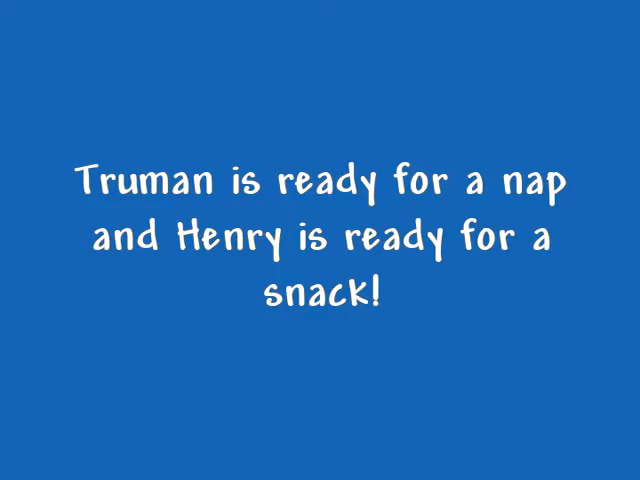 Truman is ready for a nap
and Henry is ready for a
snack!